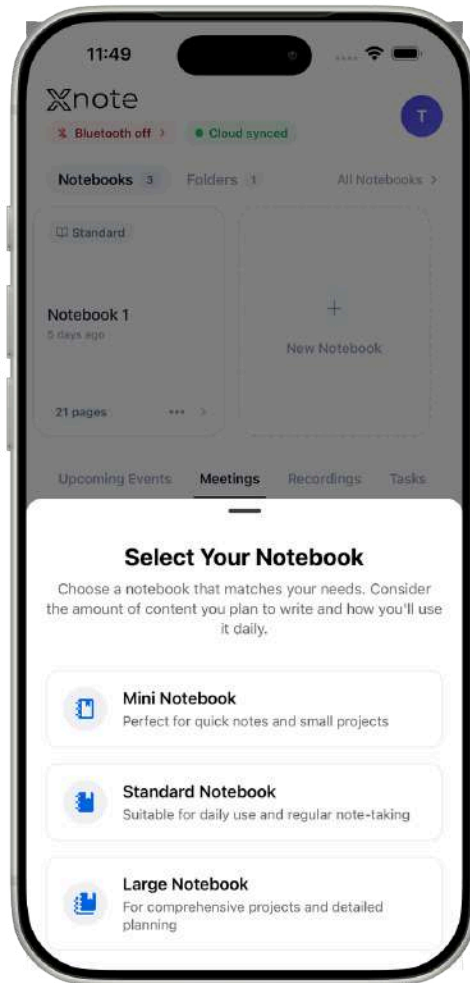 11:49
Xnote
Bluetooth off >
Cloud synced
T
Notebooks 3
Folders 1
All Notebooks >
Standard
Notebook 1
5 days ago
21 pages
... >
+
New Notebook
Upcoming Events
Meetings
Recordings
Tasks
Select Your Notebook
Choose a notebook that matches your needs. Consider
the amount of content you plan to write and how you'll use
it daily.
Mini Notebook
Perfect for quick notes and small projects
Standard Notebook
Suitable for daily use and regular note-taking
Large Notebook
For comprehensive projects and detailed
planning